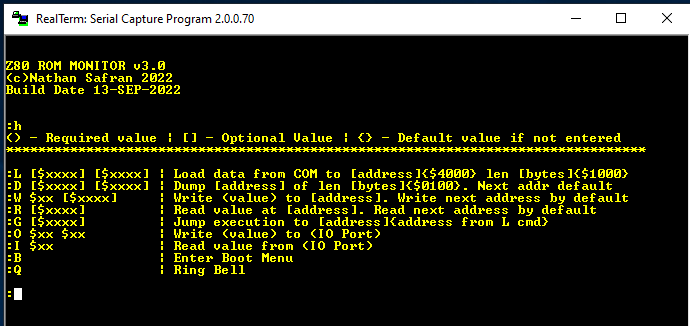 RealTerm: Serial Capture Program 2.0.0.70
Z80 ROM MONITOR v3.0
(c)Nathan Safran 2022
Build Date 13-SEP-2022
:h
() - Required value | [] - Optional Value | {} - Default value if not entered
*******************************************************************************
:L [$xxxx] [$xxxx] | Load data from COM to [address]{$4000} len [bytes]{$1000}
:D [$xxxx] [$xxxx] | Dump [address] of len [bytes]{$0100}. Next addr default
:W $xx [$xxxx] | Write (value) to [address]. Write next address by default
:R [$xxxx] | Read value at [address]. Read next address by default
:G [$xxxx] | Jump execution to [address]{address from L cmd}
:O $xx $xx | Write (value) to (IO Port)
:I $xx | Read value from (IO Port)
:B | Enter Boot Menu
:Q | Ring Bell
: